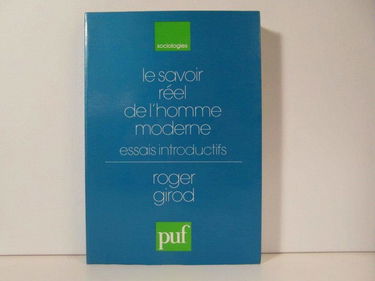 sociologies
le savoir
réel
de l'homme
moderne
essais introductifs
roger
girod
puf